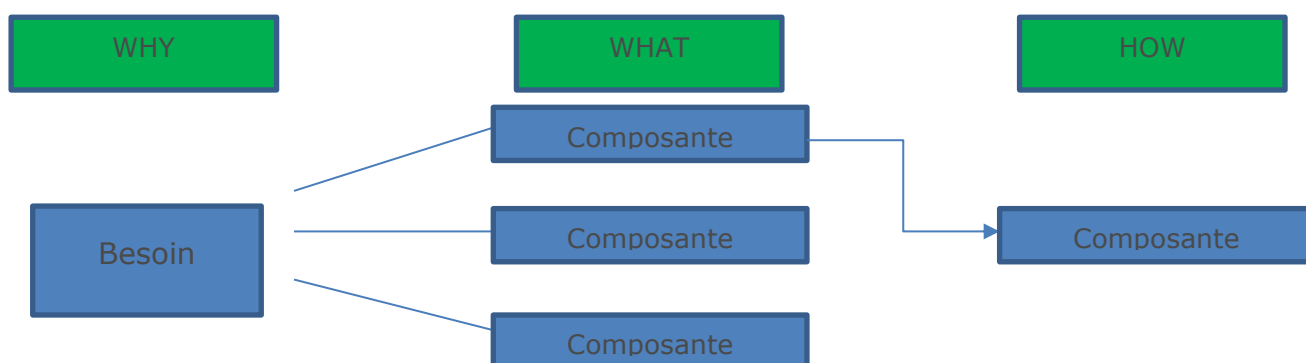 WHY
WHAT
HOW
Composante
Besoin
Composante
Composante
Composante